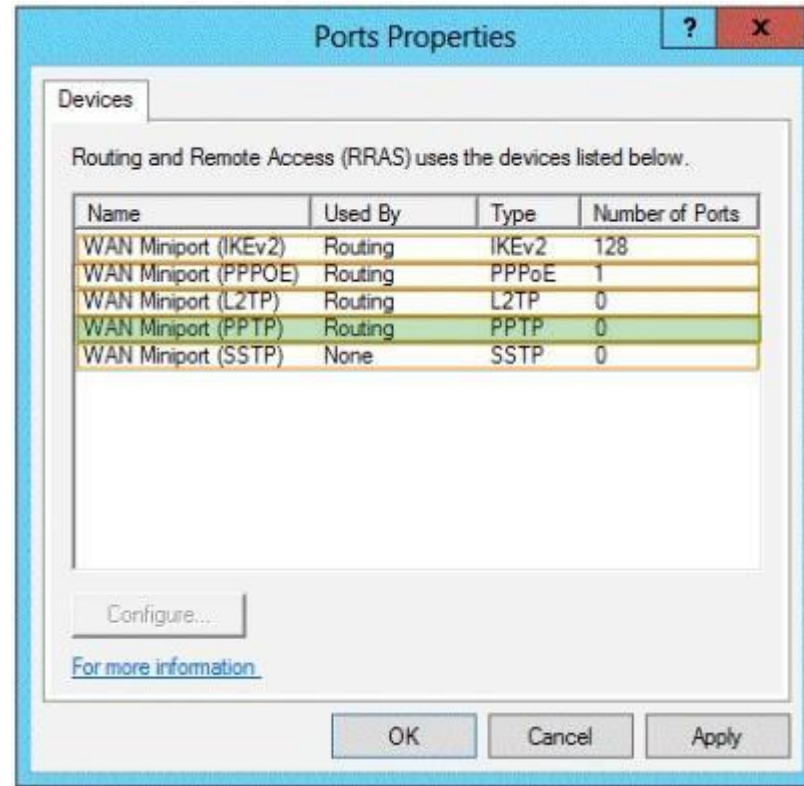 Ports Properties
? x
Devices
Routing and Remote Access (RRAS) uses the devices listed below.
Name Used By Type Number of Ports
WAN Miniport (IKEv2) Routing IKEv2 128
WAN Miniport (PPPOE) Routing PPPoE 1
WAN Miniport (L2TP) Routing L2TP 0
WAN Miniport (PPTP) Routing PPTP 0
WAN Miniport (SSTP) None SSTP 0
Configure...
For more information
OK Cancel Apply